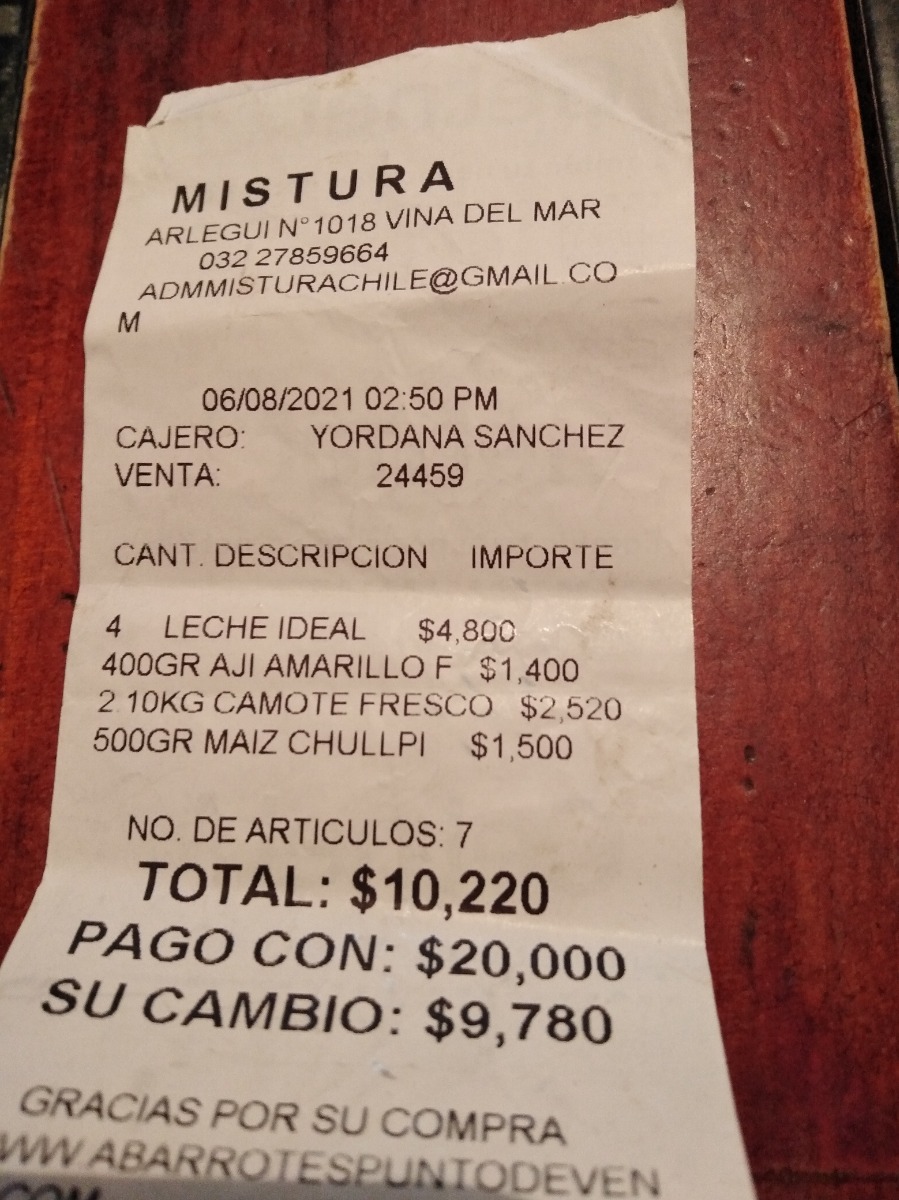 MISTURA
ARLEGUI N°1018 VINA DEL MAR
032 27859664
ADMMISTURACHILE@GMAIL.CO
M
06/08/2021 02:50 PM
CAJERO: YORDANA SANCHEZ
VENTA: 24459
CANT. DESCRIPCION IMPORTE
4 LECHE IDEAL $4,800
400GR AJI AMARILLO F $1,400
2.10KG CAMOTE FRESCO $2,520
500GR MAIZ CHULLPI $1,500
NO. DE ARTICULOS: 7
TOTAL: $10,220
PAGO CON: $20,000
SU CAMBIO: $9,780
GRACIAS POR SU COMPRA
WWW.ABARROTESPUNTODEVEN
COM